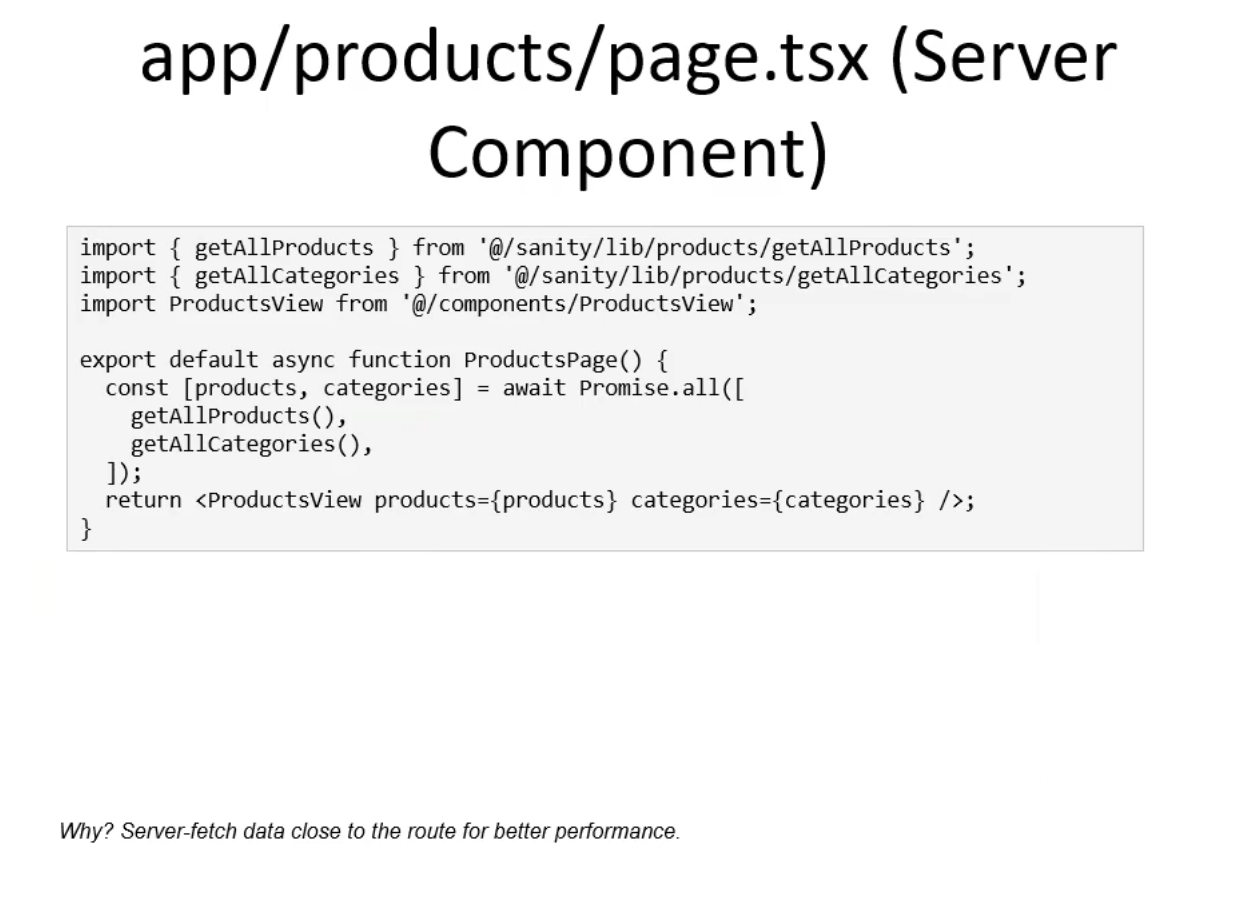 app/products/page.tsx (Server
Component)
import { getAllProducts } from '@/sanity/lib/products/getAllProducts';
import { getAllCategories } from '@/sanity/lib/products/getAllCategories';
import ProductsView from '@/components/ProductsView';

export default async function ProductsPage() {
  const [products, categories] = await Promise.all([
    getAllProducts(),
    getAllCategories(),
  ]);
  return <ProductsView products={products} categories={categories} />;
}
Why? Server-fetch data close to the route for better performance.